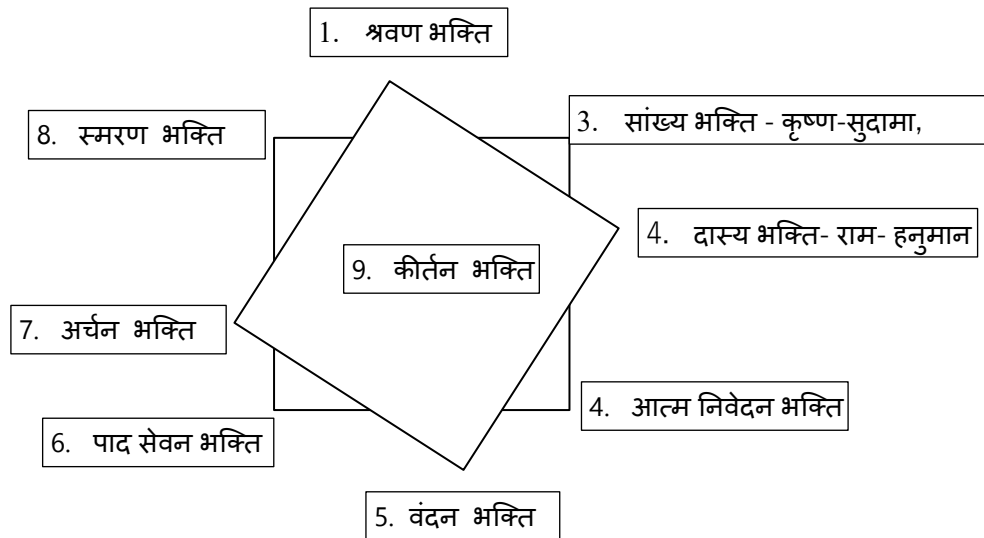 1. श्रवण भक्ति
8. स्मरण भक्ति
3. सांख्य भक्ति - कृष्ण-सुदामा,
4. दास्य भक्ति- राम- हनुमान
9. कीर्तन भक्ति
7. अर्चन भक्ति
4. आत्म निवेदन भक्ति
6. पाद सेवन भक्ति
5. वंदन भक्ति